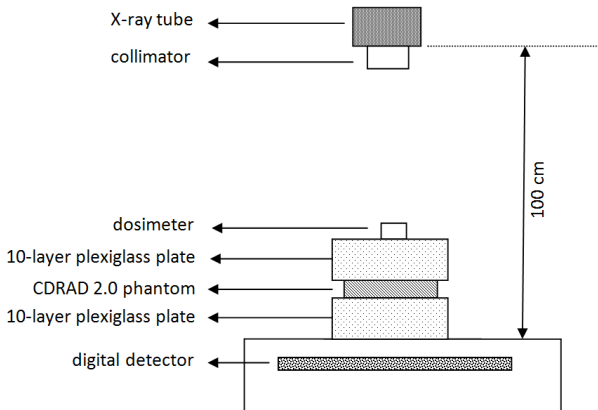 X-ray tube
collimator
100 cm
dosimeter
10-layer plexiglass plate
CDRAD 2.0 phantom
10-layer plexiglass plate
digital detector